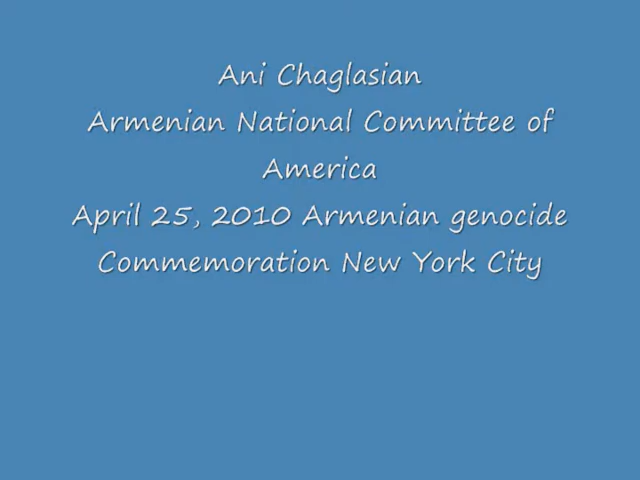 Ani Chaglasian
Armenian National Committee of
America
April 25, 2010 Armenian genocide
Commemoration New York City